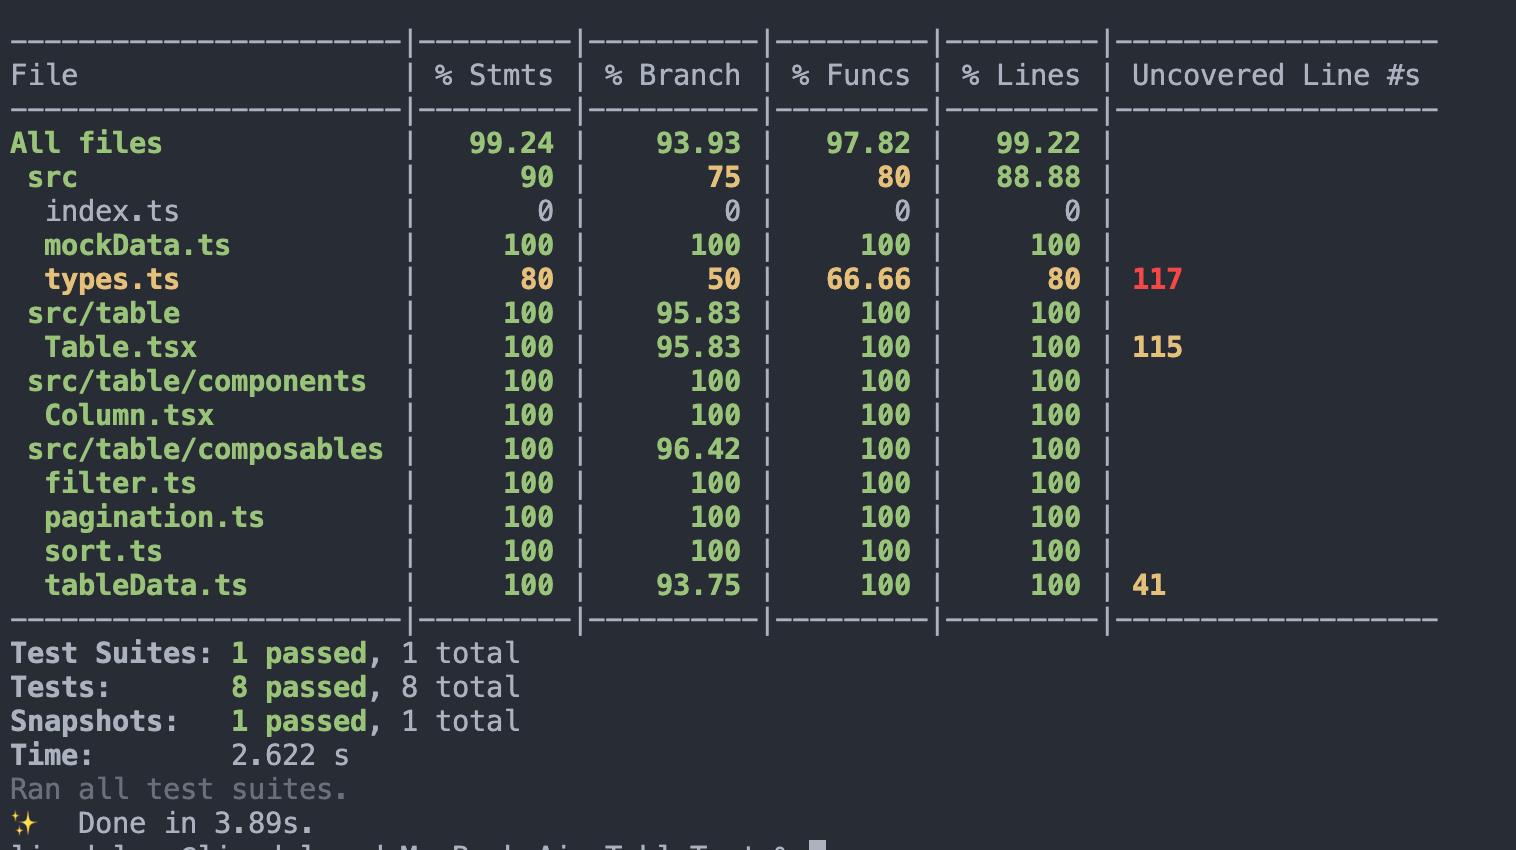 File | % Stmts | % Branch | % Funcs | % Lines | Uncovered Line #s
All files | 99.24 | 93.93 | 97.82 | 99.22 |
src | 90 | 75 | 80 | 88.88 |
index.ts | 0 | 0 | 0 | 0 |
mockData.ts | 100 | 100 | 100 | 100 |
types.ts | 80 | 50 | 66.66 | 80 | 117
src/table | 100 | 95.83 | 100 | 100 |
Table.tsx | 100 | 95.83 | 100 | 100 | 115
src/table/components | 100 | 100 | 100 | 100 |
Column.tsx | 100 | 100 | 100 | 100 |
src/table/composables | 100 | 96.42 | 100 | 100 |
filter.ts | 100 | 100 | 100 | 100 |
pagination.ts | 100 | 100 | 100 | 100 |
sort.ts | 100 | 100 | 100 | 100 |
tableData.ts | 100 | 93.75 | 100 | 100 | 41
Test Suites: 1 passed, 1 total
Tests: 8 passed, 8 total
Snapshots: 1 passed, 1 total
Time: 2.622 s
Ran all test suites.
✨ Done in 3.89s.